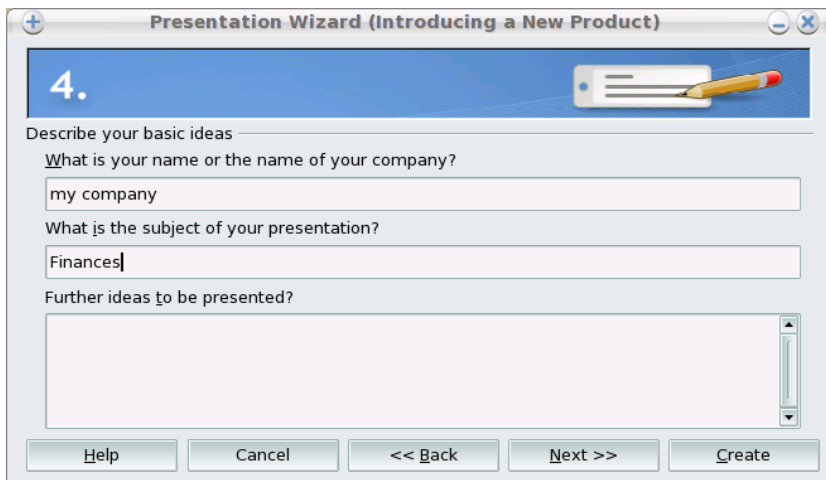 Presentation Wizard (Introducing a New Product)
4.
Describe your basic ideas
What is your name or the name of your company?
my company
What is the subject of your presentation?
Finances
Further ideas to be presented?
Help Cancel << Back Next >> Create